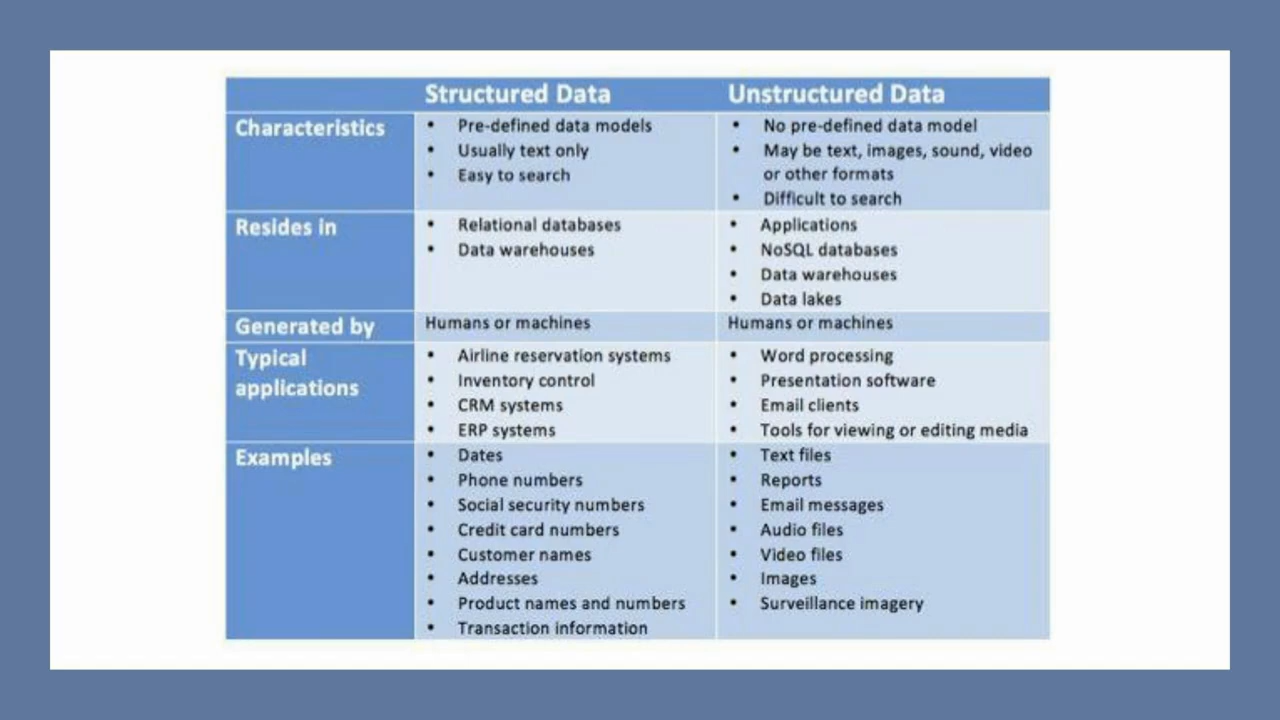 Structured Data
Unstructured Data
Characteristics
• Pre-defined data models
• Usually text only
• Easy to search
• No pre-defined data model
• May be text, images, sound, video
or other formats
• Difficult to search
Resides in
• Relational databases
• Data warehouses
• Applications
• NoSQL databases
• Data warehouses
• Data lakes
Generated by
Humans or machines
Humans or machines
Typical
applications
• Airline reservation systems
• Inventory control
• CRM systems
• ERP systems
• Word processing
• Presentation software
• Email clients
• Tools for viewing or editing media
Examples
• Dates
• Phone numbers
• Social security numbers
• Credit card numbers
• Customer names
• Addresses
• Product names and numbers
• Transaction information
• Text files
• Reports
• Email messages
• Audio files
• Video files
• Images
• Surveillance imagery